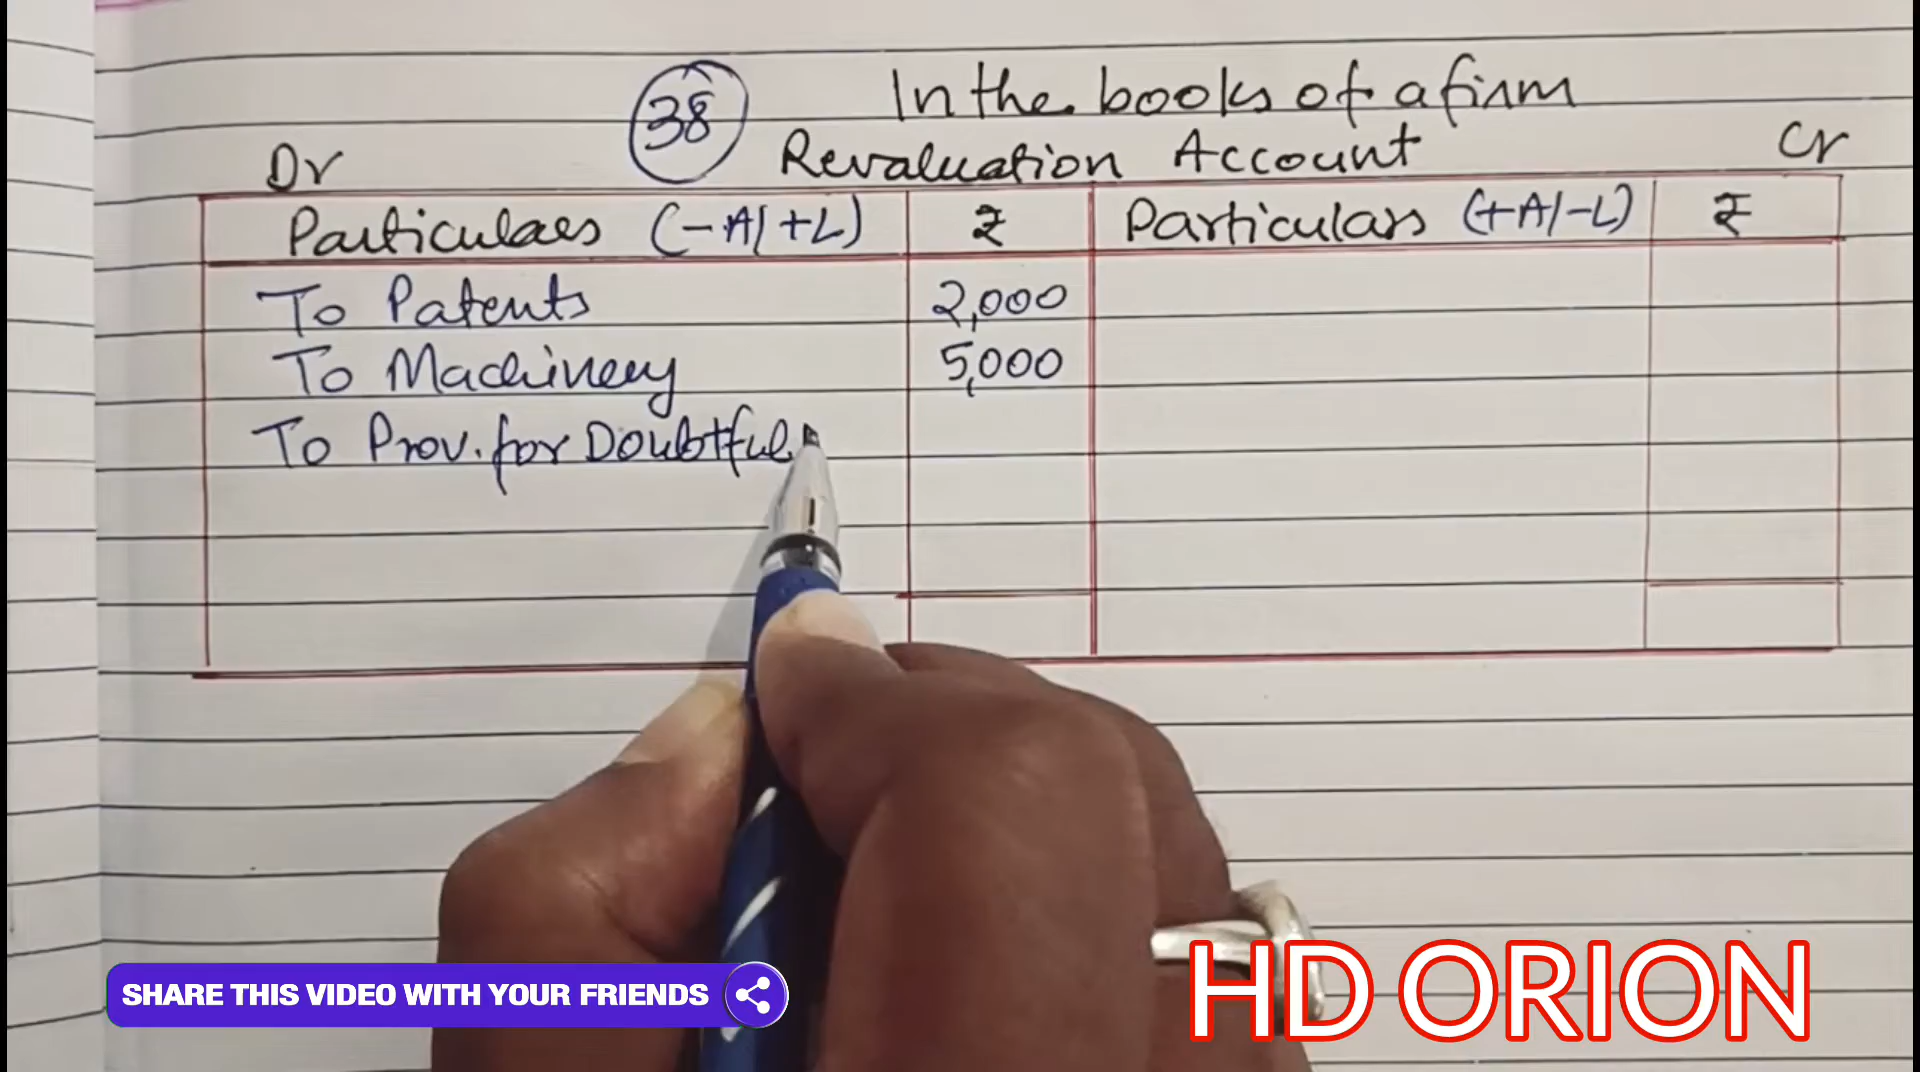 38
In the books of a firm
Dr Revaluation Account Cr
Particulars (-A/+L) ₹ Particulars (+A/-L) ₹
To Patents 2,000
To Machinery 5,000
To Prov. for Doubtful
SHARE THIS VIDEO WITH YOUR FRIENDS
HD ORION